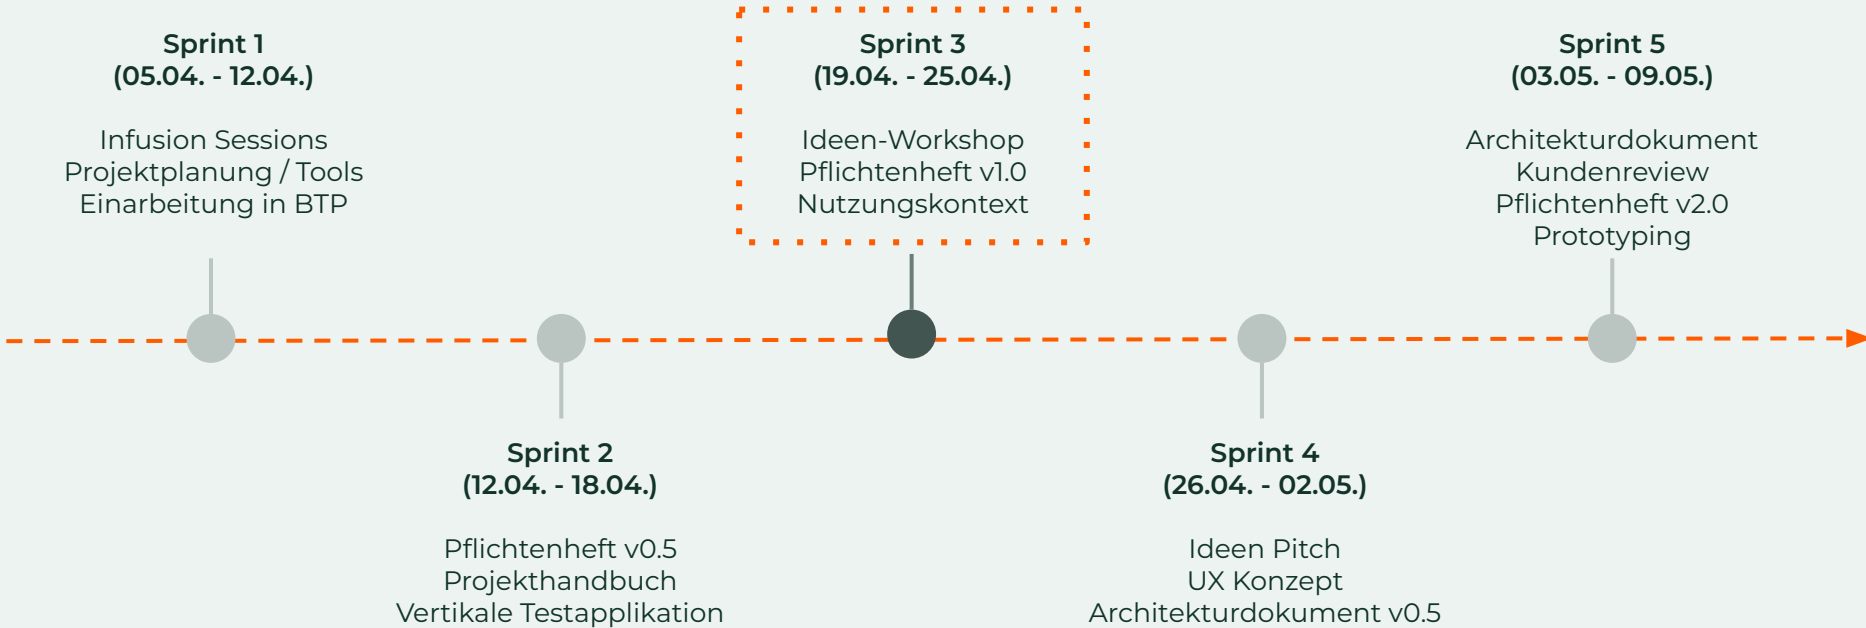 Sprint 1
(05.04. - 12.04.)
Infusion Sessions
Projektplanung / Tools
Einarbeitung in BTP
Sprint 2
(12.04. - 18.04.)
Pflichtenheft v0.5
Projekthandbuch
Vertikale Testapplikation
Sprint 3
(19.04. - 25.04.)
Ideen-Workshop
Pflichtenheft v1.0
Nutzungskontext
Sprint 4
(26.04. - 02.05.)
Ideen Pitch
UX Konzept
Architekturdokument v0.5
Sprint 5
(03.05. - 09.05.)
Architekturdokument
Kundenreview
Pflichtenheft v2.0
Prototyping